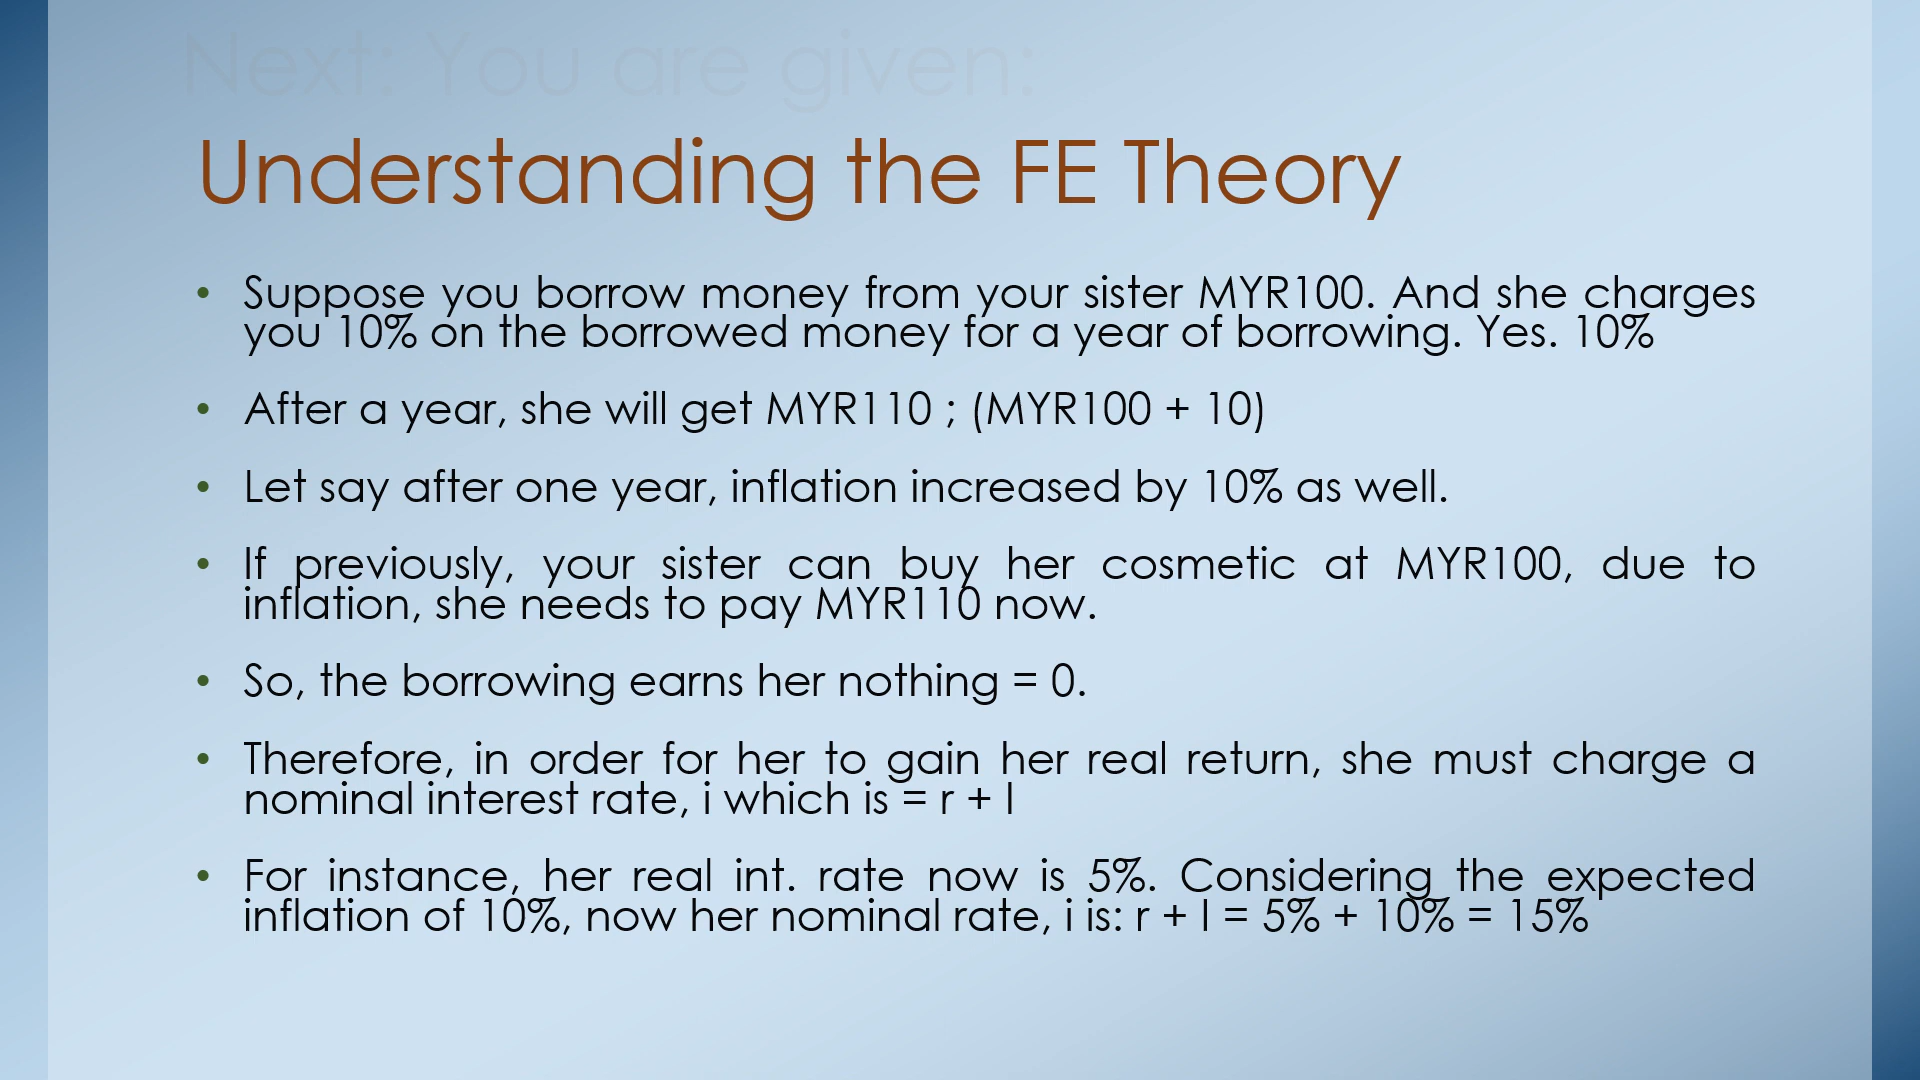 Next: You are given:
Understanding the FE Theory
• Suppose you borrow money from your sister MYR100. And she charges
you 10% on the borrowed money for a year of borrowing. Yes. 10%
• After a year, she will get MYR110 ; (MYR100 + 10)
• Let say after one year, inflation increased by 10% as well.
• If previously, your sister can buy her cosmetic at MYR100, due to
inflation, she needs to pay MYR110 now.
• So, the borrowing earns her nothing = 0.
• Therefore, in order for her to gain her real return, she must charge a
nominal interest rate, i which is = r + I
• For instance, her real int. rate now is 5%. Considering the expected
inflation of 10%, now her nominal rate, i is: r + I = 5% + 10% = 15%